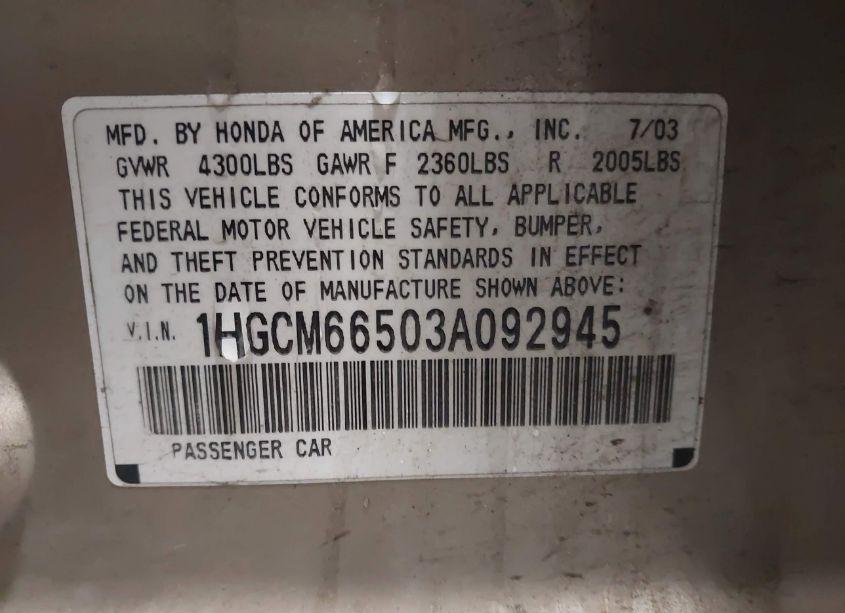 MFD. BY HONDA OF AMERICA MFG., INC. 7/03
GVWR 4300LBS GAWR F 2360LBS R 2005LBS
THIS VEHICLE CONFORMS TO ALL APPLICABLE
FEDERAL MOTOR VEHICLE SAFETY, BUMPER,
AND THEFT PREVENTION STANDARDS IN EFFECT
ON THE DATE OF MANUFACTURE SHOWN ABOVE:
V.I.N. 1HGCM66503A092945
PASSENGER CAR